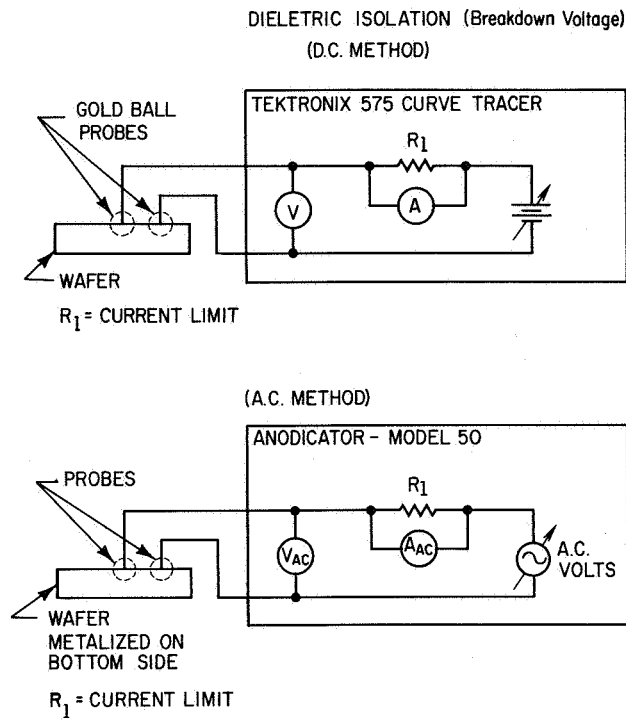 DIELETRIC ISOLATION (Breakdown Voltage)
(D.C. METHOD)
TEKTRONIX 575 CURVE TRACER
GOLD BALL
PROBES
R1
V
A
WAFER
R1 = CURRENT LIMIT
(A.C. METHOD)
ANODICATOR - MODEL 50
PROBES
R1
VAC
AAC
A.C.
VOLTS
WAFER
METALIZED ON
BOTTOM SIDE
R1 = CURRENT LIMIT